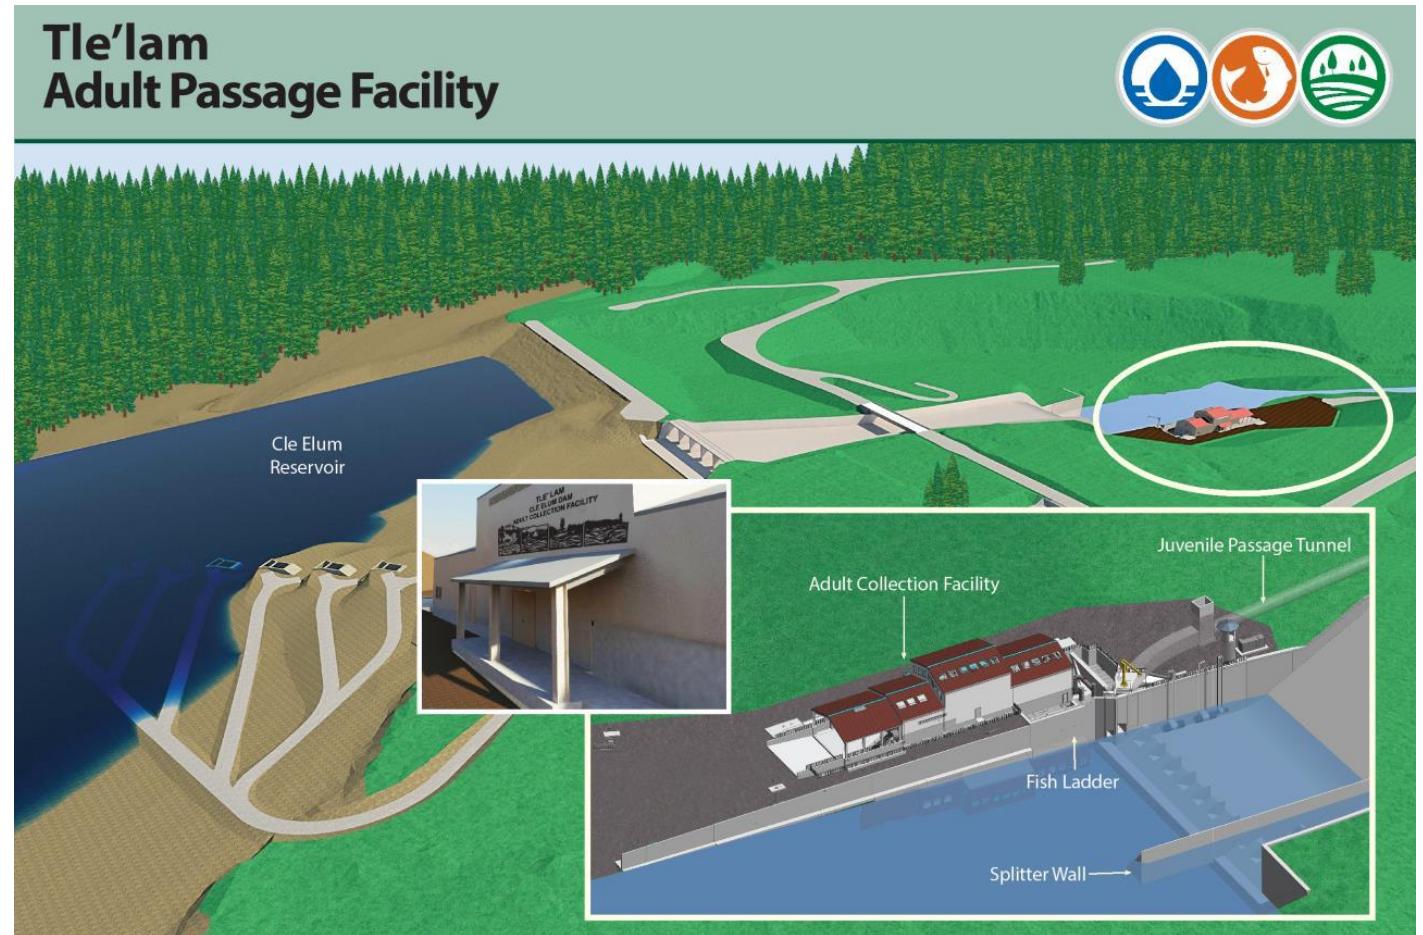 Tle’lam
Adult Passage Facility
Cle Elum
Reservoir
TLE'LAM
CLE ELUM DAM
ADULT COLLECTION FACILITY
Juvenile Passage Tunnel
Adult Collection Facility
Fish Ladder
Splitter Wall